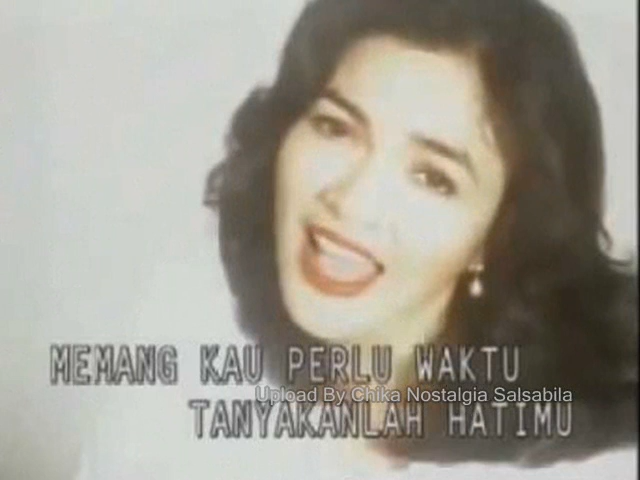 MEMANG KAU PERLU WAKTU
Upload By Chika Nostalgia Salsabila
TANYAKANLAH HATIMU